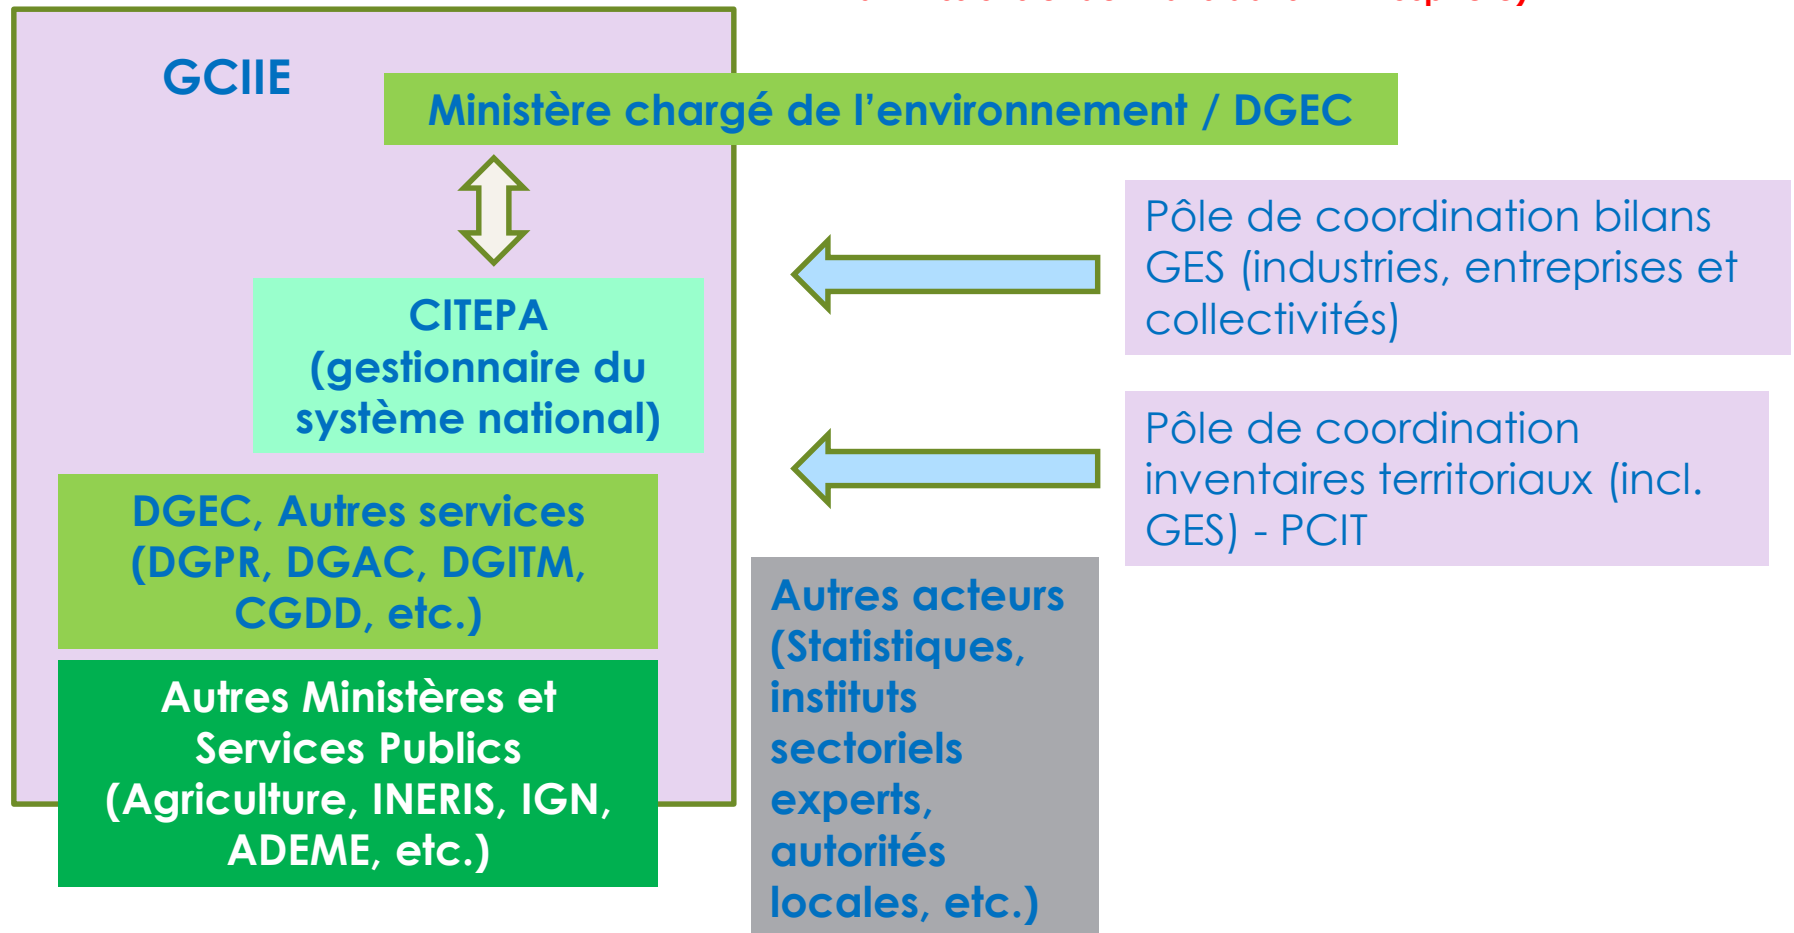 GCIIE
Ministère chargé de l'environnement / DGEC
CITEPA
(gestionnaire du
système national)
DGEC, Autres services
(DGPR, DGAC, DGITM,
CGDD, etc.)
Autres Ministères et
Services Publics
(Agriculture, INERIS, IGN,
ADEME, etc.)
Pôle de coordination bilans
GES (industries, entreprises et
collectivités)
Pôle de coordination
inventaires territoriaux (incl.
GES) - PCIT
Autres acteurs
(Statistiques,
instituts
sectoriels
experts,
autorités
locales, etc.)